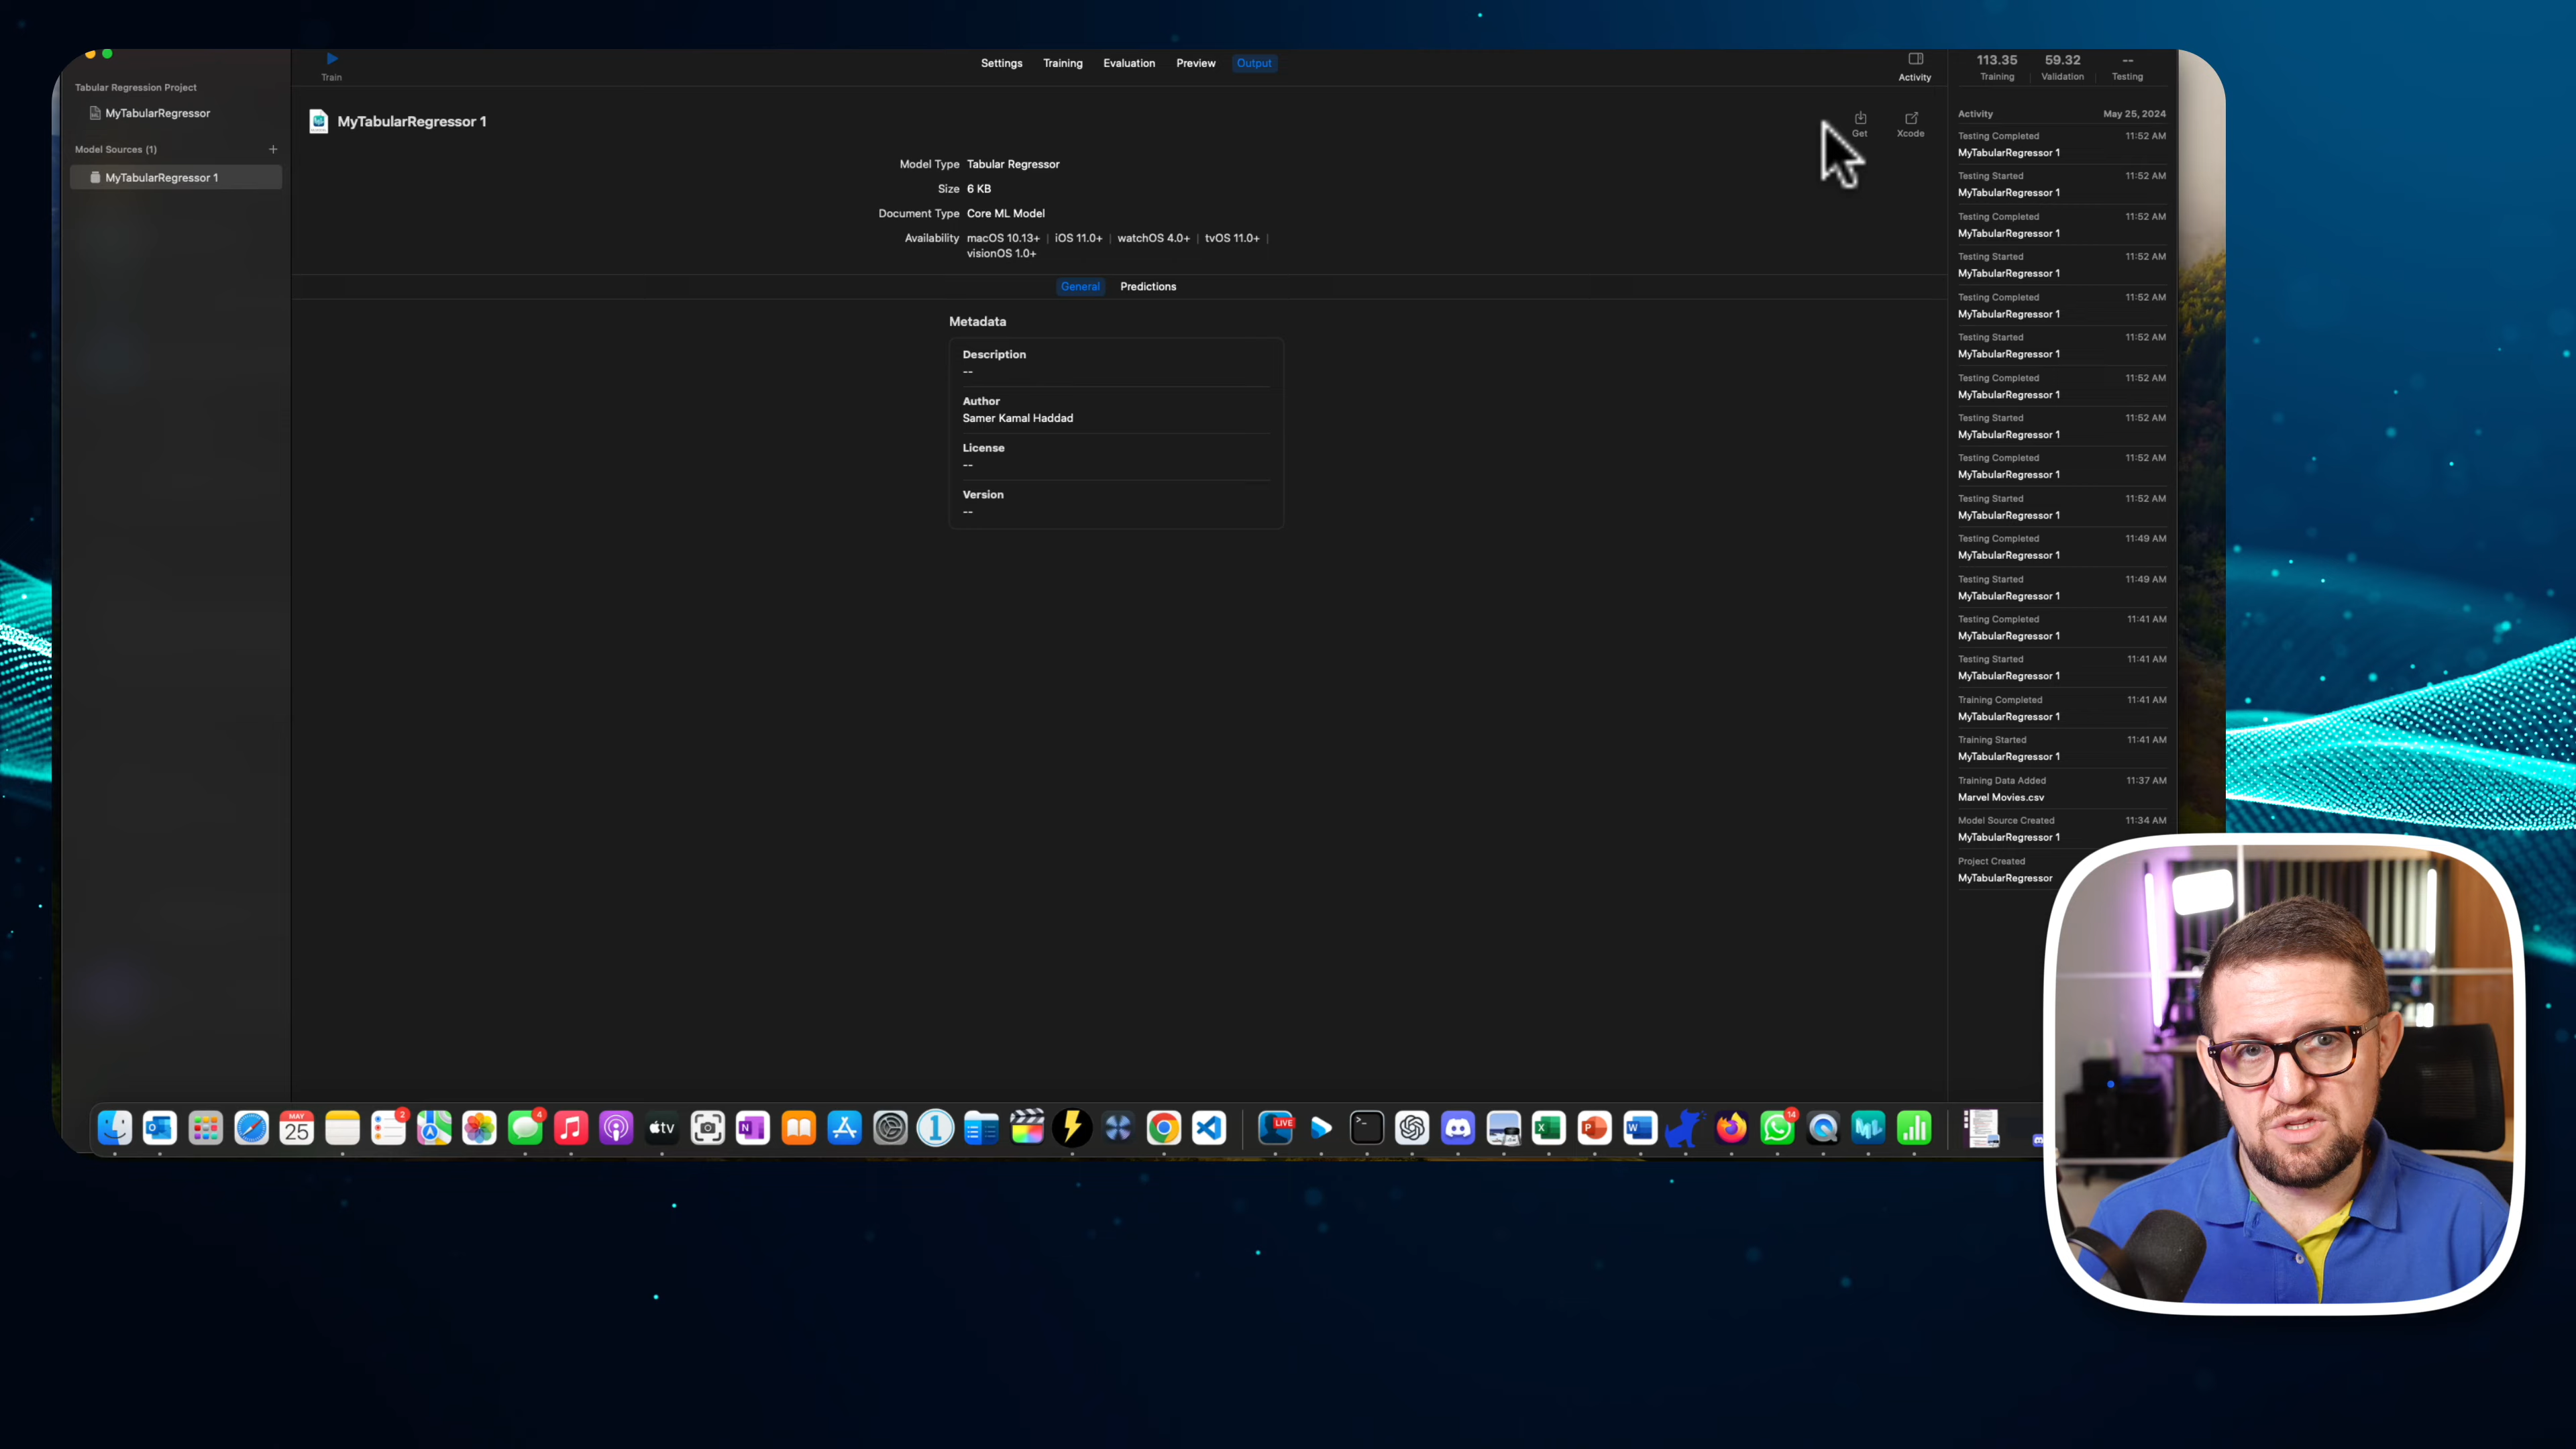 Train
Settings Training Evaluation Preview Output
Activity
113.35 59.32 --
Training Validation Testing
Tabular Regression Project
MyTabularRegressor
Model Sources (1) +
MyTabularRegressor 1
MyTabularRegressor 1
Get Xcode
Model Type Tabular Regressor
Size 6 KB
Document Type Core ML Model
Availability macOS 10.13+ | iOS 11.0+ | watchOS 4.0+ | tvOS 11.0+ |
visionOS 1.0+
General Predictions
Metadata
Description
--
Author
Samer Kamal Haddad
License
--
Version
--
Activity May 25, 2024
Testing Completed 11:52 AM
MyTabularRegressor 1
Testing Started 11:52 AM
MyTabularRegressor 1
Testing Completed 11:52 AM
MyTabularRegressor 1
Testing Started 11:52 AM
MyTabularRegressor 1
Testing Completed 11:52 AM
MyTabularRegressor 1
Testing Started 11:52 AM
MyTabularRegressor 1
Testing Completed 11:52 AM
MyTabularRegressor 1
Testing Started 11:52 AM
MyTabularRegressor 1
Testing Completed 11:52 AM
MyTabularRegressor 1
Testing Started 11:52 AM
MyTabularRegressor 1
Testing Completed 11:49 AM
MyTabularRegressor 1
Testing Started 11:49 AM
MyTabularRegressor 1
Testing Completed 11:41 AM
MyTabularRegressor 1
Testing Started 11:41 AM
MyTabularRegressor 1
Training Completed 11:41 AM
MyTabularRegressor 1
Training Started 11:41 AM
MyTabularRegressor 1
Training Data Added 11:37 AM
Marvel Movies.csv
Model Source Created 11:34 AM
MyTabularRegressor 1
Project Created
MyTabularRegressor
MAY
25
2
4
tv
N
1
LIVE
X
P
W
14
ML